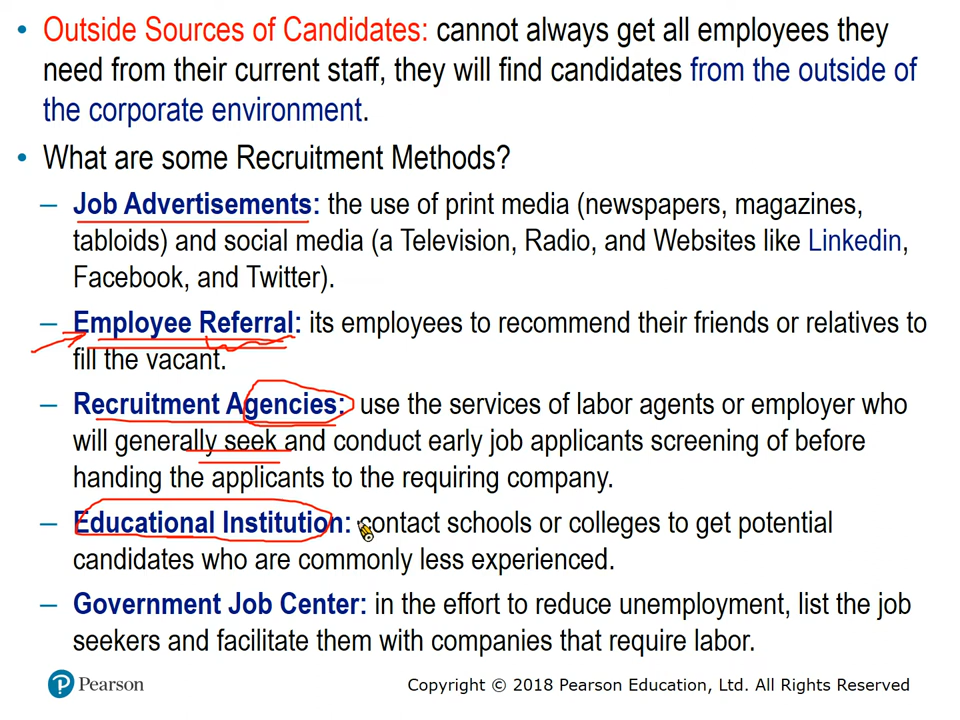 • Outside Sources of Candidates: cannot always get all employees they
need from their current staff, they will find candidates from the outside of
the corporate environment.
• What are some Recruitment Methods?
– Job Advertisements: the use of print media (newspapers, magazines,
tabloids) and social media (a Television, Radio, and Websites like Linkedin,
Facebook, and Twitter).
– Employee Referral: its employees to recommend their friends or relatives to
fill the vacant.
– Recruitment Agencies: use the services of labor agents or employer who
will generally seek and conduct early job applicants screening of before
handing the applicants to the requiring company.
– Educational Institution: contact schools or colleges to get potential
candidates who are commonly less experienced.
– Government Job Center: in the effort to reduce unemployment, list the job
seekers and facilitate them with companies that require labor.
P Pearson
Copyright © 2018 Pearson Education, Ltd. All Rights Reserved